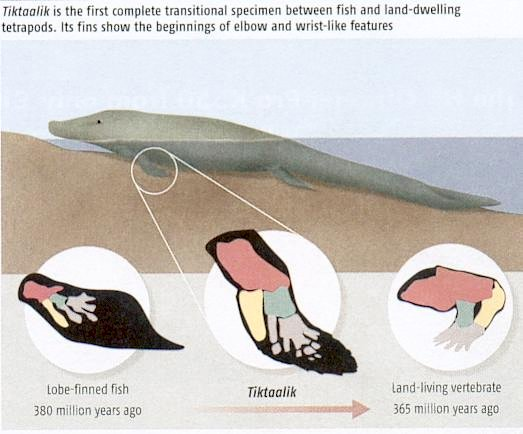 Tiktaalik is the first complete transitional specimen between fish and land-dwelling
tetrapods. Its fins show the beginnings of elbow and wrist-like features
Lobe-finned fish
380 million years ago
Tiktaalik
Land-living vertebrate
365 million years ago